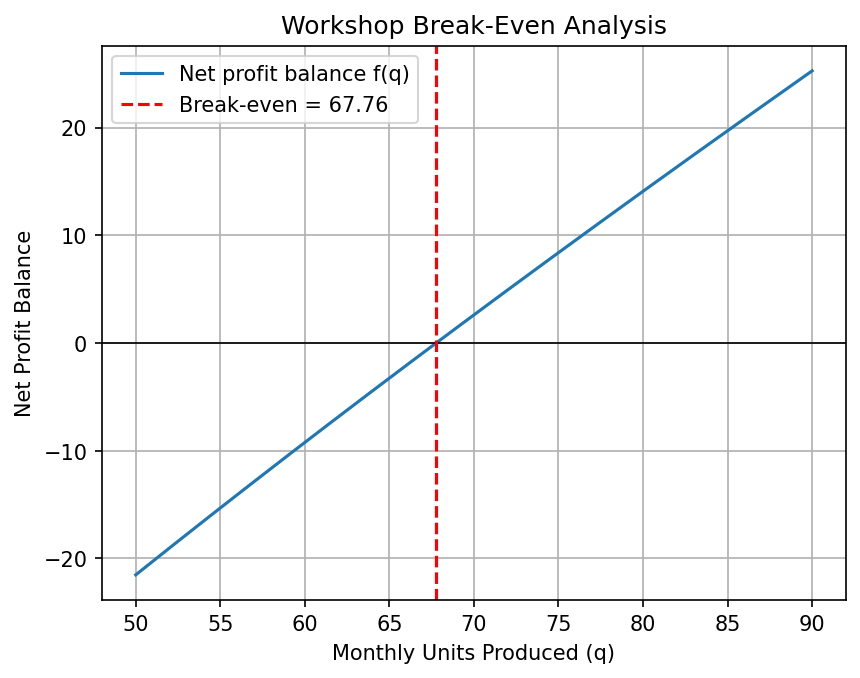 Workshop Break-Even Analysis
Net profit balance f(q)
Break-even = 67.76
Net Profit Balance
20
10
0
−10
−20
50 55 60 65 70 75 80 85 90
Monthly Units Produced (q)